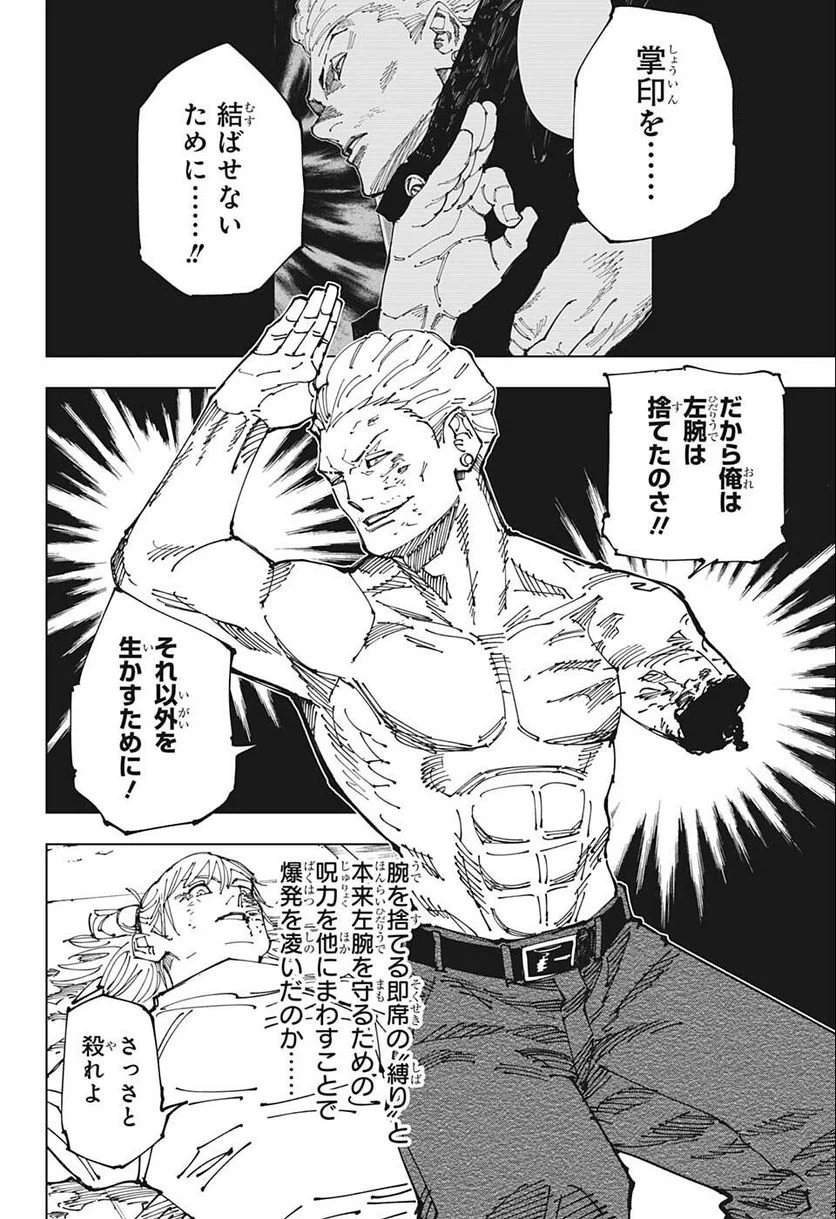 掌印を……
結ばせない
ために……!!
だから俺は
左腕は
捨てたのさ!!
それ以外を
生かすために!
腕を捨てる即席の〝縛り〟と
本来左腕を守るための
呪力を他にまわすことで
爆発を凌いだのか……
さっさと
殺れよ